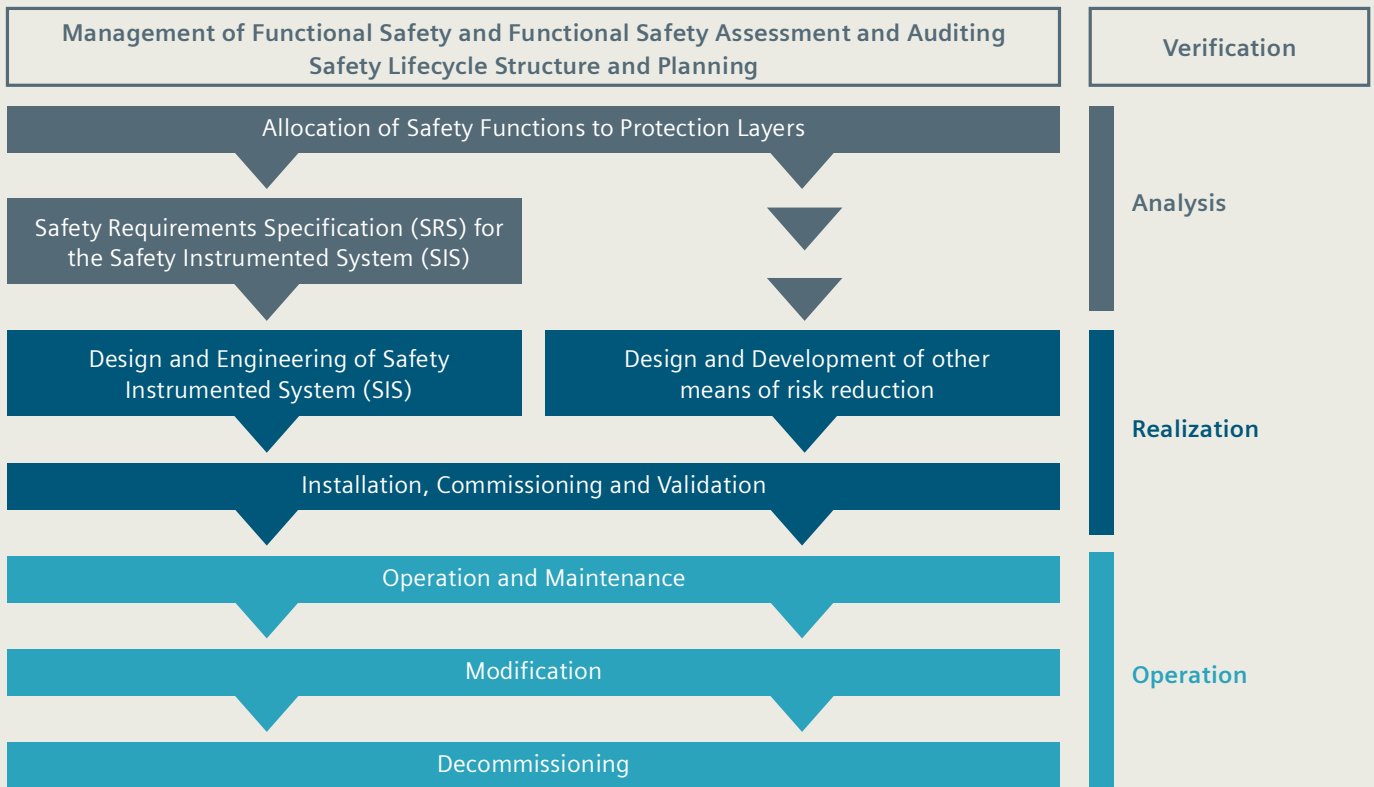 Management of Functional Safety and Functional Safety Assessment and Auditing
Safety Lifecycle Structure and Planning
Verification
Allocation of Safety Functions to Protection Layers
Analysis
Safety Requirements Specification (SRS) for
the Safety Instrumented System (SIS)
Design and Engineering of Safety
Instrumented System (SIS)
Design and Development of other
means of risk reduction
Realization
Installation, Commissioning and Validation
Operation and Maintenance
Modification
Operation
Decommissioning